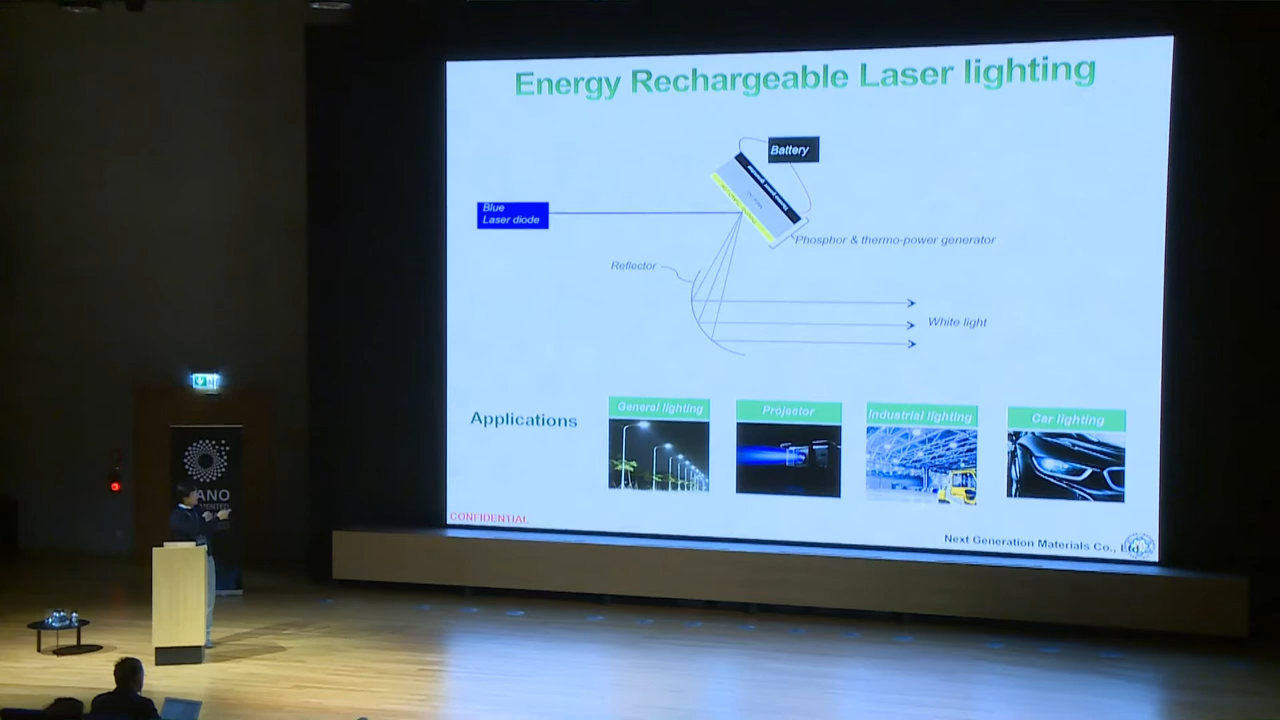 Energy Rechargeable Laser lighting
Battery
Blue
Laser diode
Phosphor & thermo-power generator
Reflector
White light
Applications
General lighting
Projector
Industrial lighting
Car lighting
CONFIDENTIAL
Next Generation Materials Co., Ltd.